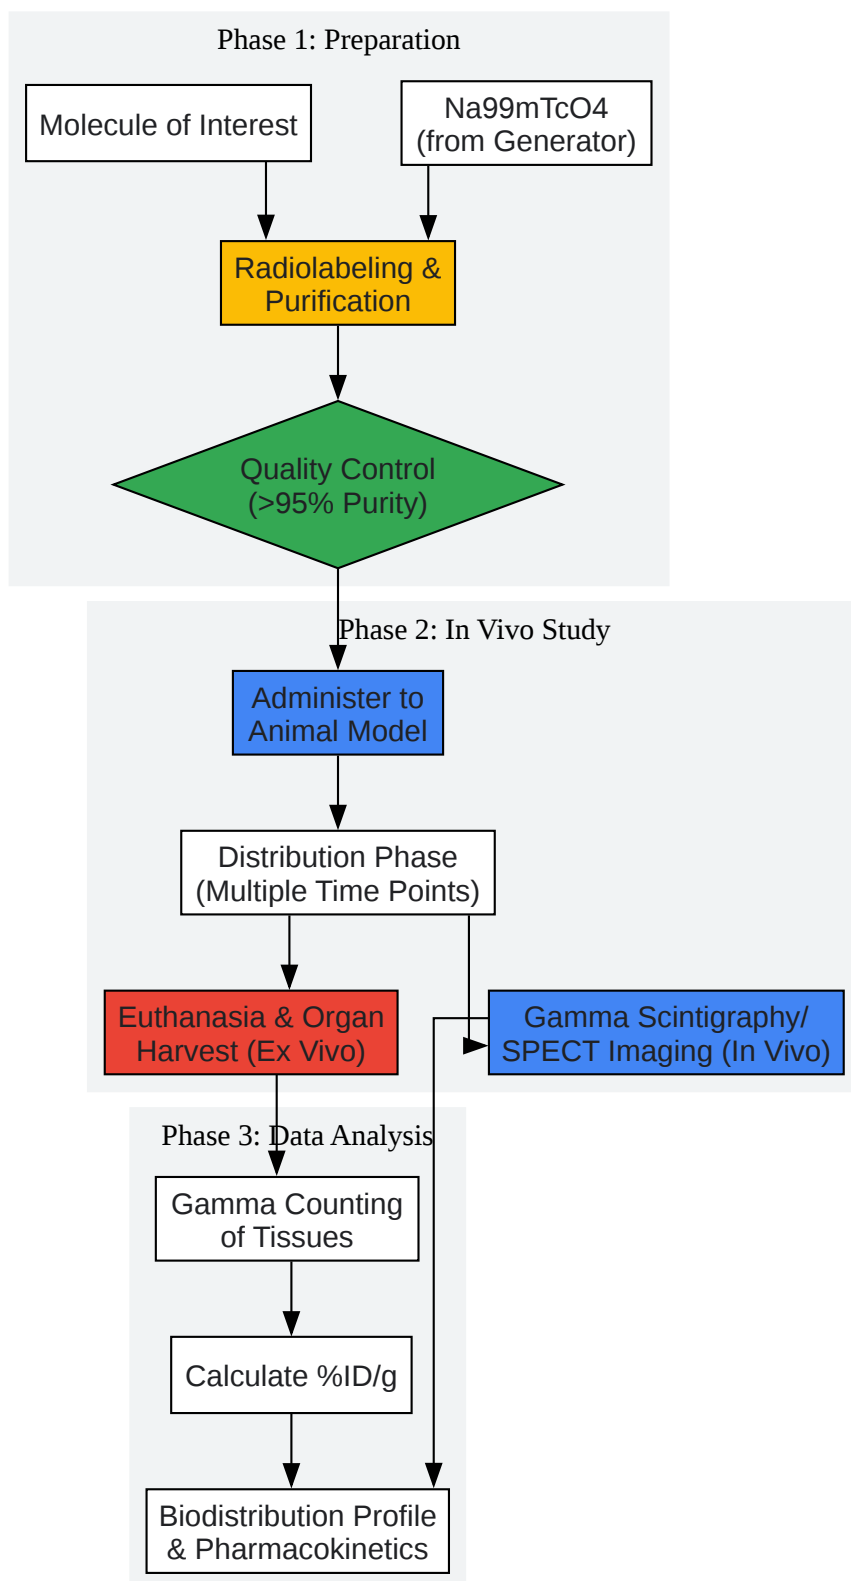 Phase 1: Preparation
Molecule of Interest
Na99mTcO4
(from Generator)
Radiolabeling &
Purification
Quality Control
(>95% Purity)
Phase 2: In Vivo Study
Administer to
Animal Model
Distribution Phase
(Multiple Time Points)
Euthanasia & Organ
Harvest (Ex Vivo)
Gamma Scintigraphy/
SPECT Imaging (In Vivo)
Phase 3: Data Analysis
Gamma Counting
of Tissues
Calculate %ID/g
Biodistribution Profile
& Pharmacokinetics